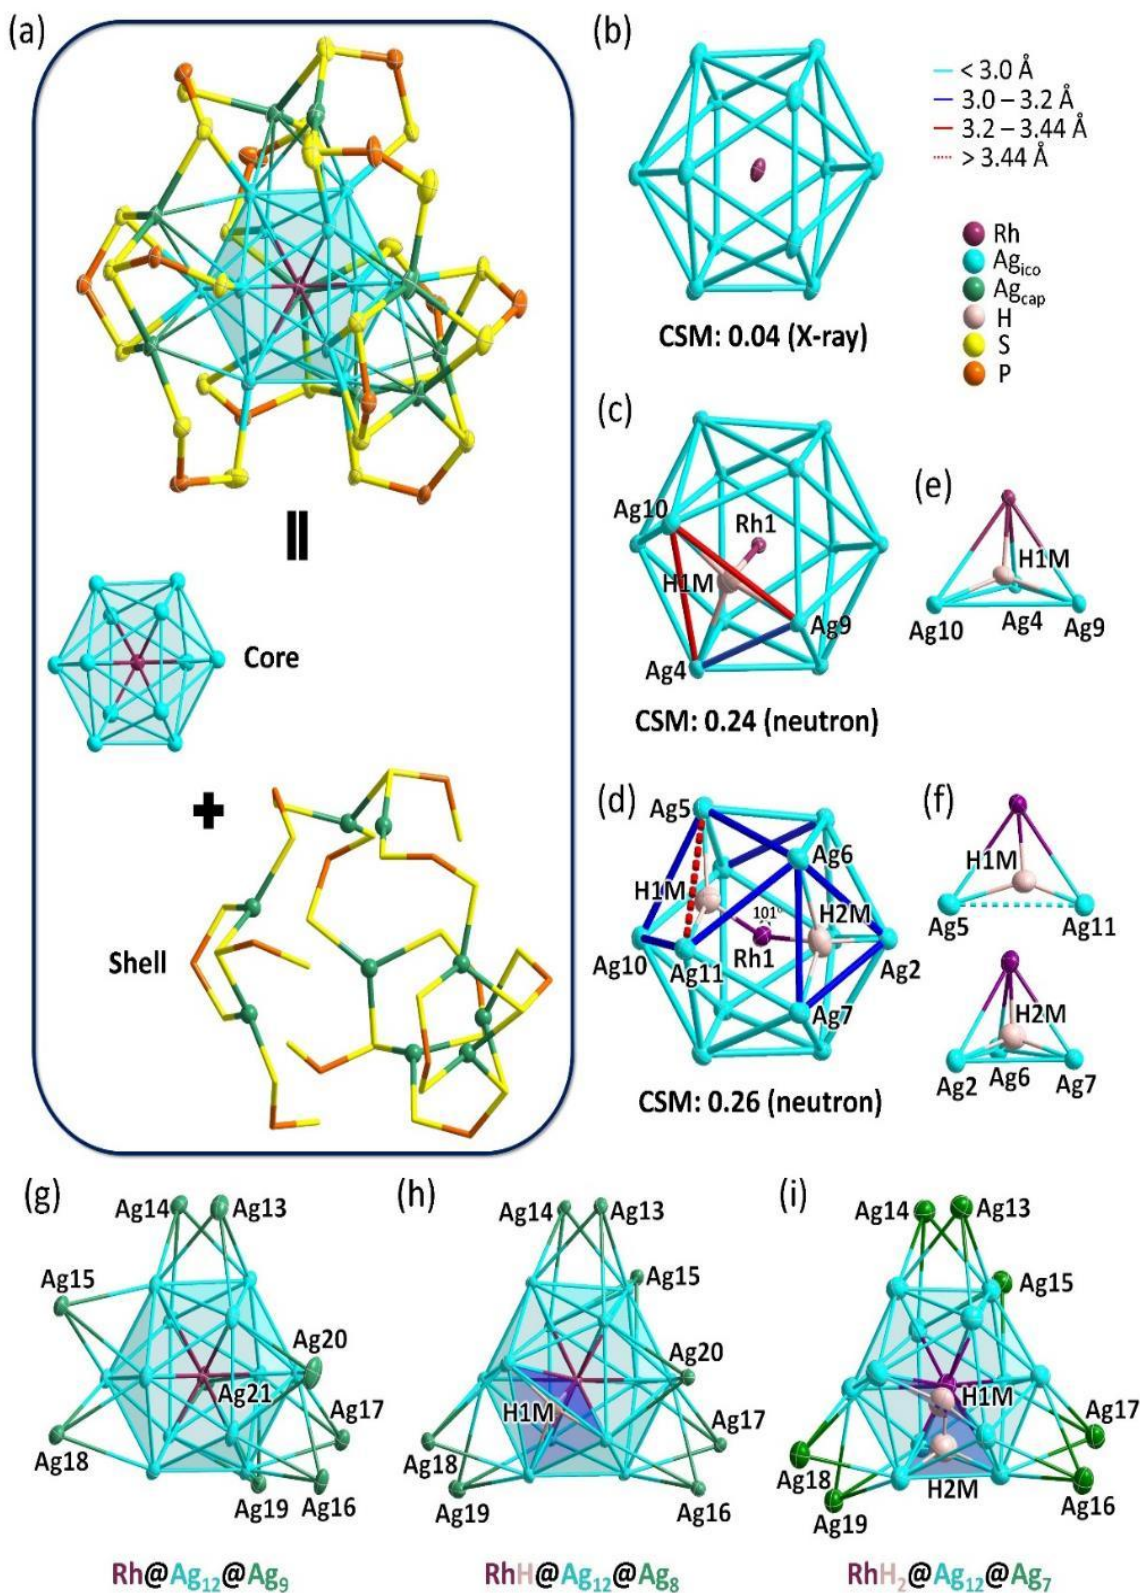 (a)
Core
Shell
(b)
CSM: 0.04 (X-ray)
< 3.0 Å
3.0 – 3.2 Å
3.2 – 3.44 Å
> 3.44 Å
Rh
Ag_ico
Ag_cap
H
S
P
(c)
Ag10
Rh1
H1M
Ag9
Ag4
CSM: 0.24 (neutron)
(e)
H1M
Ag4
Ag10
Ag9
(d)
Ag5
Ag6
H1M
101°
H2M
Rh1
Ag10
Ag11
Ag2
Ag7
CSM: 0.26 (neutron)
(f)
H1M
Ag5
Ag11
H2M
Ag2
Ag6
Ag7
(g)
Ag14
Ag13
Ag15
Ag20
Ag21
Ag17
Ag18
Ag19
Ag16
Rh@Ag₁₂@Ag₉
(h)
Ag14
Ag13
Ag15
Ag20
H1M
Ag17
Ag18
Ag19
Ag16
RhH@Ag₁₂@Ag₈
(i)
Ag14
Ag13
Ag15
H1M
Ag17
Ag18
H2M
Ag16
Ag19
RhH₂@Ag₁₂@Ag₇